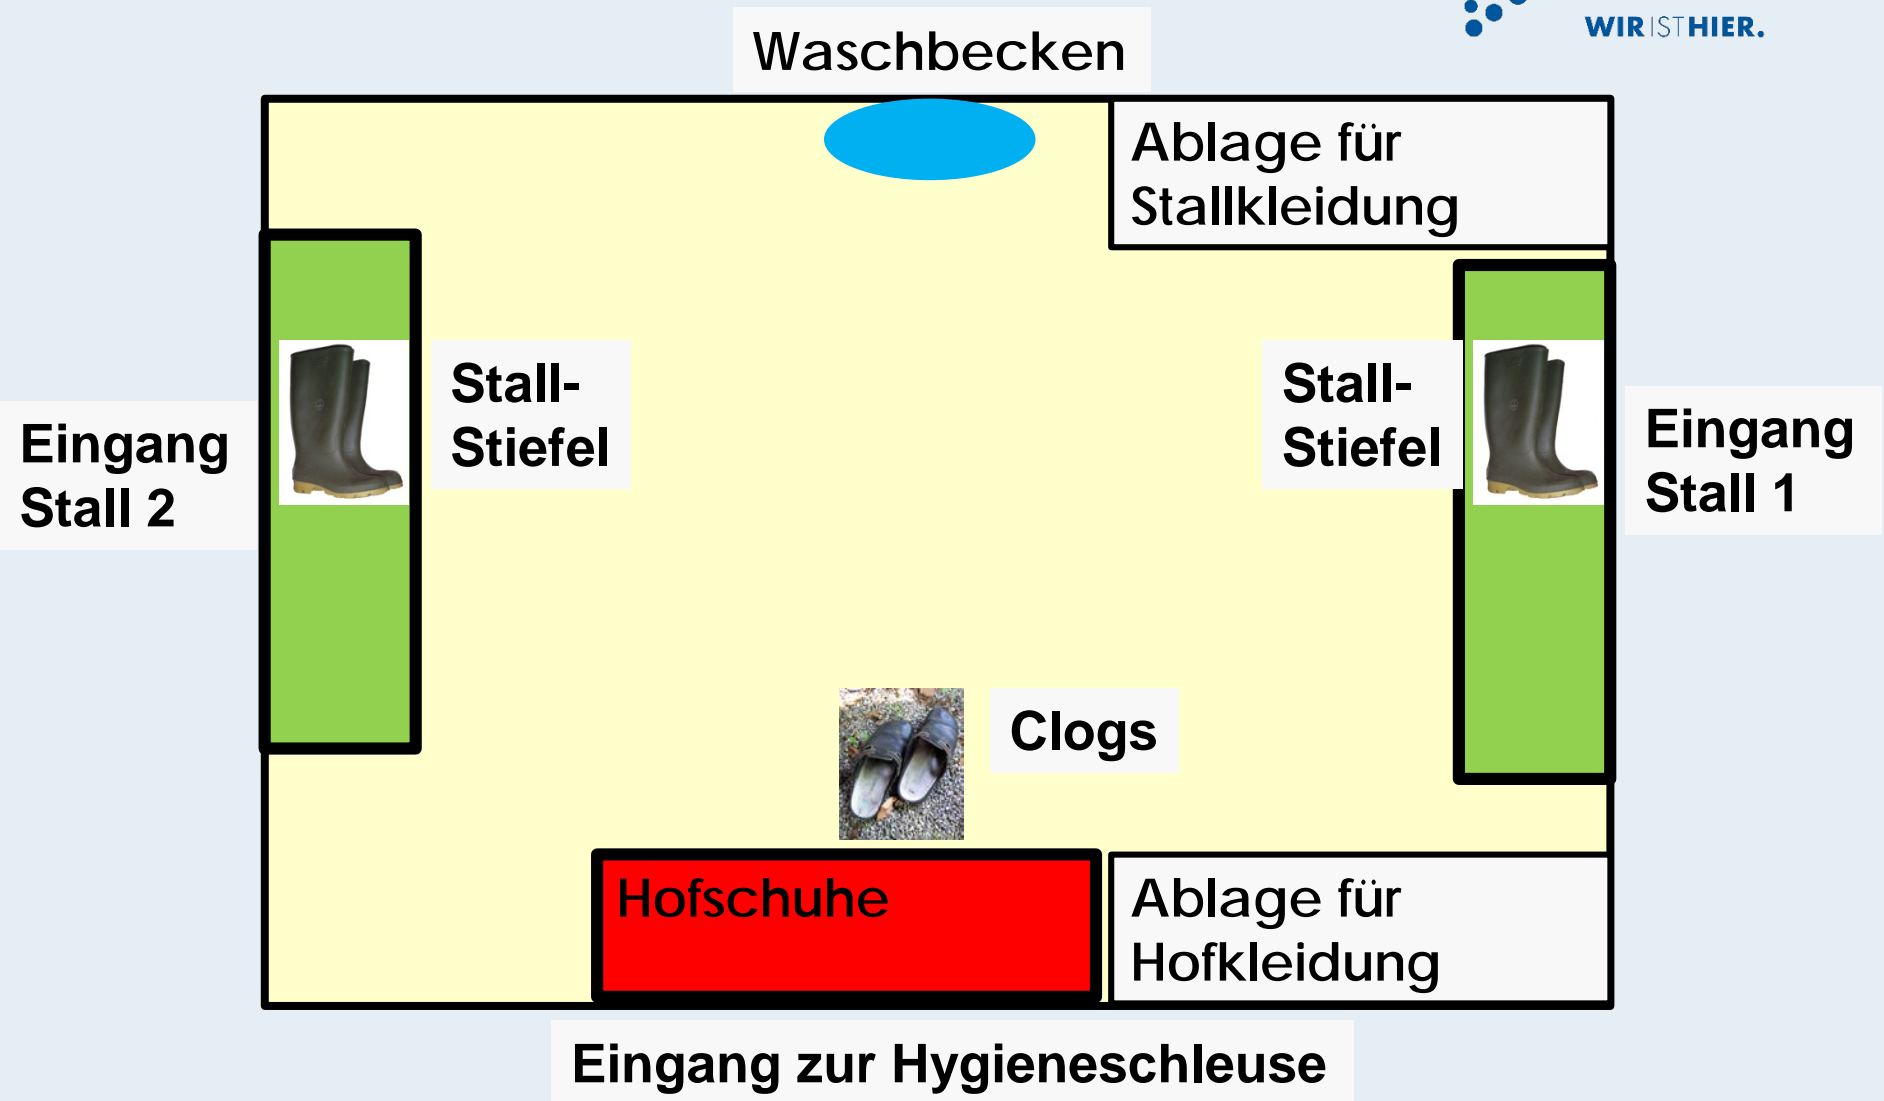 WIR IST HIER.
Waschbecken
Ablage für
Stallkleidung
Stall-
Stiefel
Stall-
Stiefel
Eingang
Stall 2
Eingang
Stall 1
Clogs
Hofschuhe
Ablage für
Hofkleidung
Eingang zur Hygieneschleuse